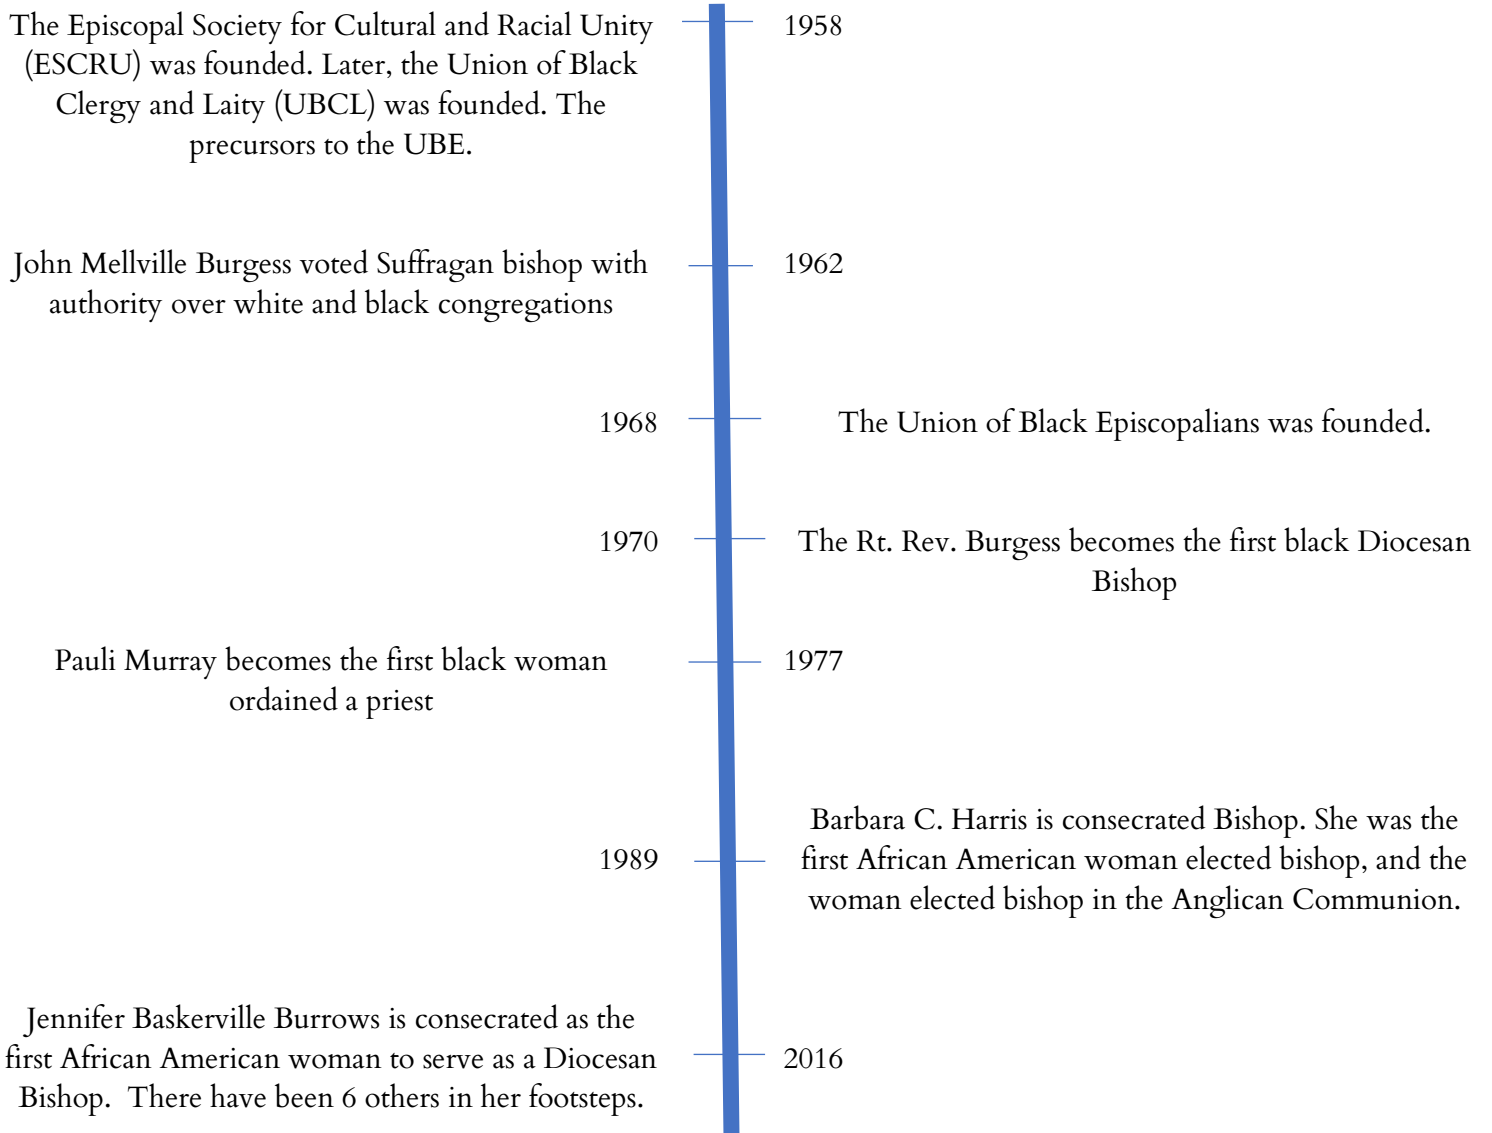 The Episcopal Society for Cultural and Racial Unity
(ESCRU) was founded. Later, the Union of Black
Clergy and Laity (UBCL) was founded. The
precursors to the UBE.
1958
John Mellville Burgess voted Suffragan bishop with
authority over white and black congregations
1962
1968
The Union of Black Episcopalians was founded.
1970
The Rt. Rev. Burgess becomes the first black Diocesan
Bishop
Pauli Murray becomes the first black woman
ordained a priest
1977
1989
Barbara C. Harris is consecrated Bishop. She was the
first African American woman elected bishop, and the
woman elected bishop in the Anglican Communion.
Jennifer Baskerville Burrows is consecrated as the
first African American woman to serve as a Diocesan
Bishop.  There have been 6 others in her footsteps.
2016